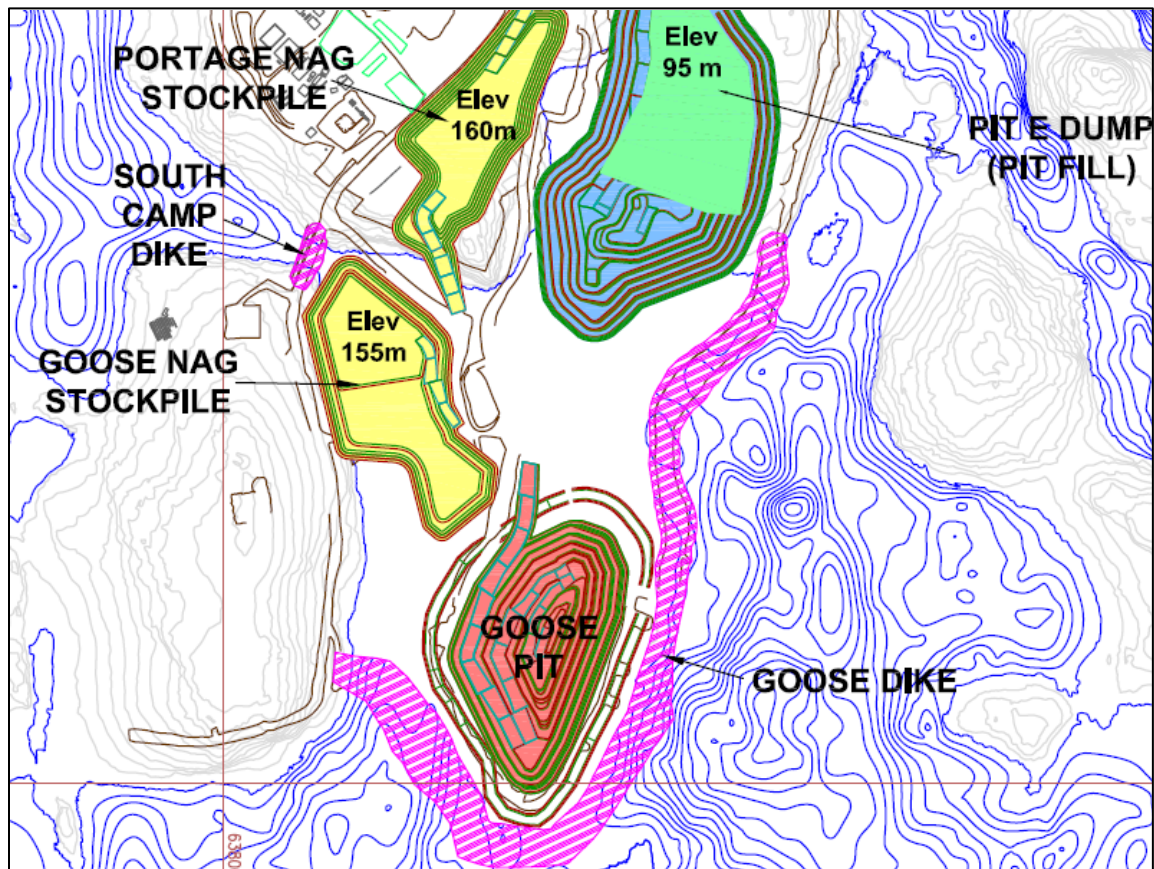 PORTAGE NAG
STOCKPILE
Elev
160m
Elev
95 m
PIT E DUMP
(PIT FILL)
SOUTH
CAMP
DIKE
Elev
155m
GOOSE NAG
STOCKPILE
GOOSE
PIT
GOOSE DIKE
6380